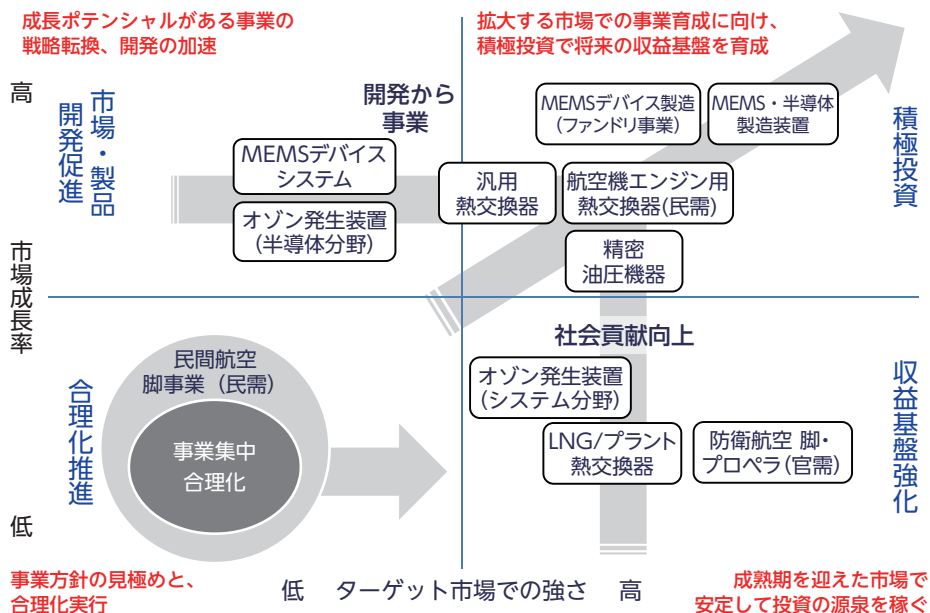 成長ポテンシャルがある事業の
戦略転換、開発の加速
拡大する市場での事業育成に向け、
積極投資で将来の収益基盤を育成
高
市場・製品
開発促進
開発から
事業
MEMSデバイス
システム
オゾン発生装置
(半導体分野)
MEMSデバイス製造
(ファンドリ事業)
MEMS・半導体
製造装置
汎用
熱交換器
航空機エンジン用
熱交換器(民需)
精密
油圧機器
積極投資
市場成長率
民間航空
脚事業（民需）
事業集中
合理化
合理化推進
社会貢献向上
オゾン発生装置
(システム分野)
LNG/プラント
熱交換器
防衛航空 脚・
プロペラ(官需)
収益基盤強化
低
事業方針の見極めと、
合理化実行
低 ターゲット市場での強さ 高
成熟期を迎えた市場で
安定して投資の源泉を稼ぐ